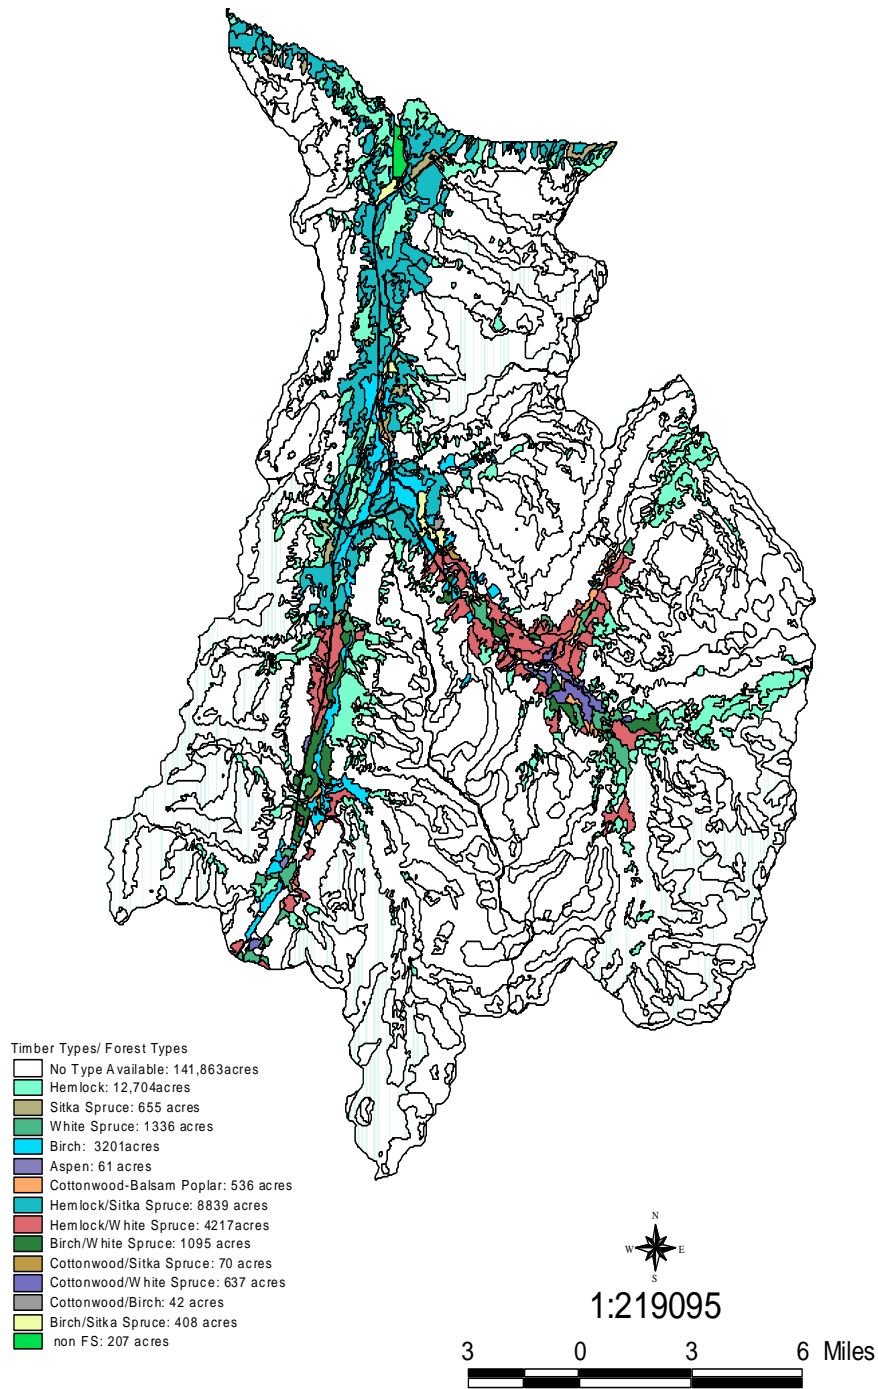 Timber Types/ Forest Types
No Type Available: 141,863acres
Hemlock: 12,704acres
Sitka Spruce: 655 acres
White Spruce: 1336 acres
Birch: 3201acres
Aspen: 61 acres
Cottonwood-Balsam Poplar: 536 acres
Hemlock/Sitka Spruce: 8839 acres
Hemlock/White Spruce: 4217acres
Birch/White Spruce: 1095 acres
Cottonwood/Sitka Spruce: 70 acres
Cottonwood/White Spruce: 637 acres
Cottonwood/Birch: 42 acres
Birch/Sitka Spruce: 408 acres
non FS: 207 acres
N
W E
S
1:219095
3 0 3 6 Miles